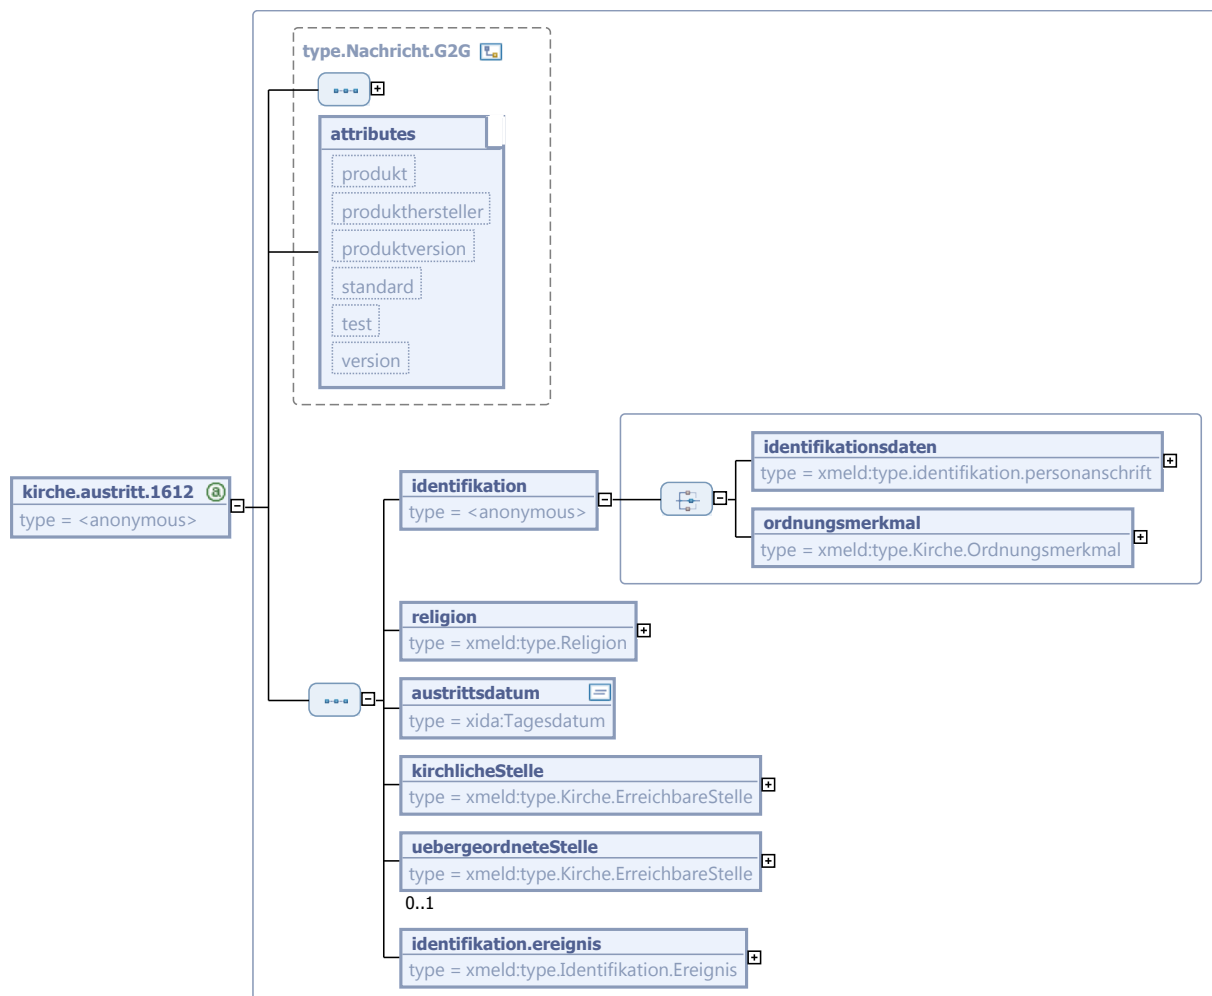 type.Nachricht.G2G
attributes
produkt
produkthersteller
produktversion
standard
test
version
kirche.austritt.1612
type = <anonymous>
identifikation
type = <anonymous>
identifikationsdaten
type = xmeld:type.identifikation.personanschrift
ordnungsmerkmal
type = xmeld:type.Kirche.Ordnungsmerkmal
religion
type = xmeld:type.Religion
austrittsdatum
type = xida:Tagesdatum
kirchlicheStelle
type = xmeld:type.Kirche.ErreichbareStelle
uebergeordneteStelle
type = xmeld:type.Kirche.ErreichbareStelle
0..1
identifikation.ereignis
type = xmeld:type.Identifikation.Ereignis